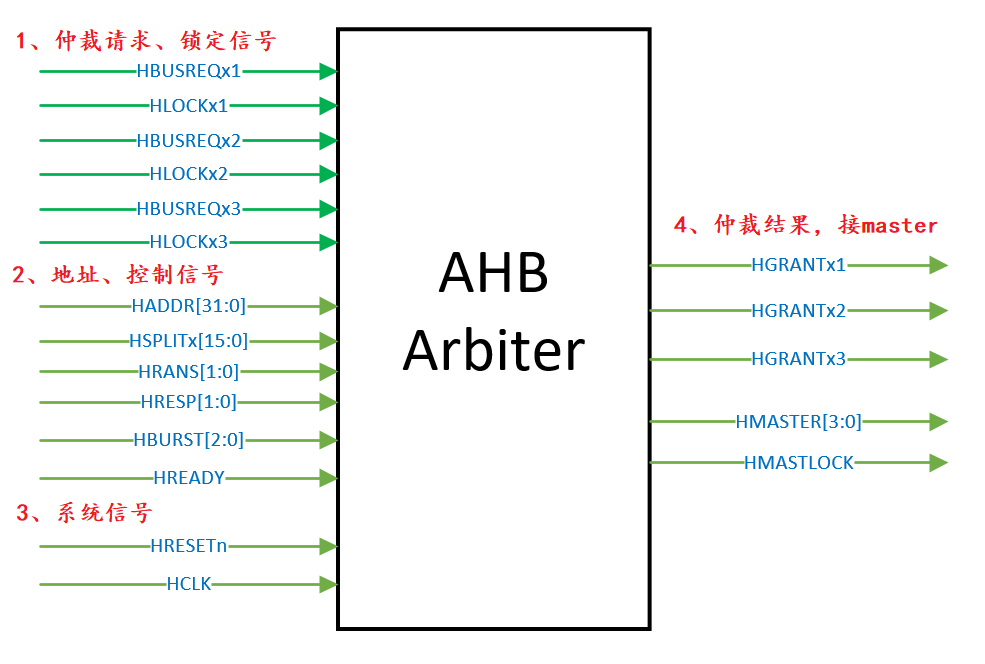 1、仲裁请求、锁定信号
HBUSREQx1
HLOCKx1
HBUSREQx2
HLOCKx2
HBUSREQx3
HLOCKx3
2、地址、控制信号
HADDR[31:0]
HSPLITx[15:0]
HRANS[1:0]
HRESP[1:0]
HBURST[2:0]
HREADY
3、系统信号
HRESETn
HCLK
AHB
Arbiter
4、仲裁结果，接master
HGRANTx1
HGRANTx2
HGRANTx3
HMASTER[3:0]
HMASTLOCK